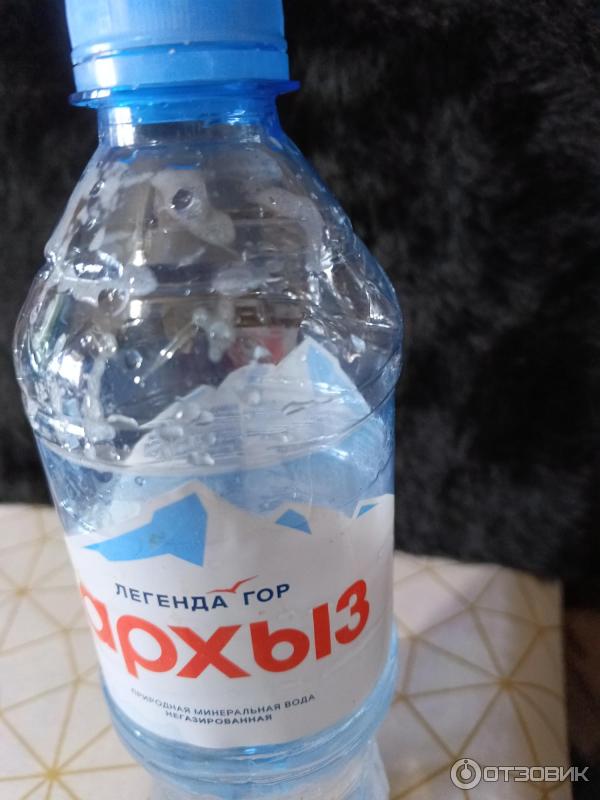 ЛЕГЕНДА ГОР
архыз
ПРИРОДНАЯ МИНЕРАЛЬНАЯ ВОДА
НЕГАЗИРОВАННАЯ
ОТЗОВИК